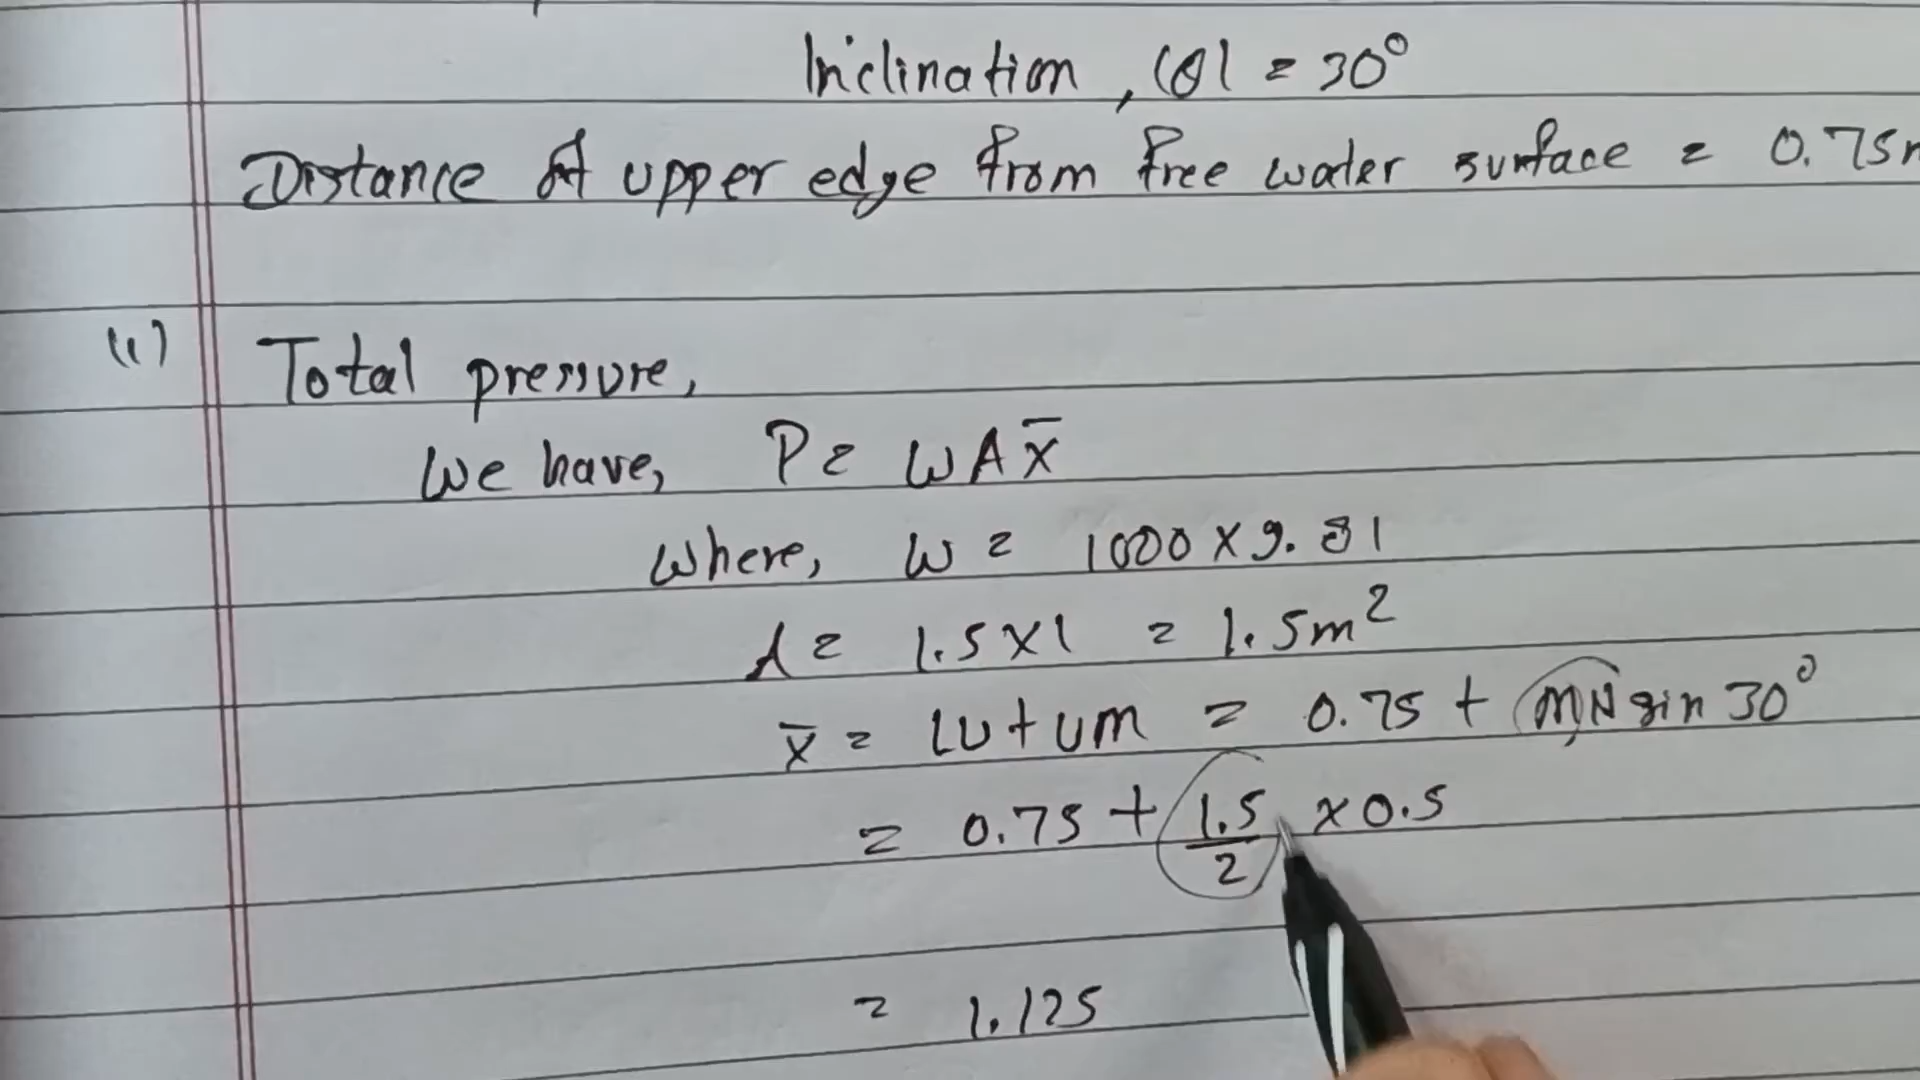 Inclination, (θ) = 30°
Distance of upper edge from free water surface = 0.75m
(i) Total pressure,
We have, P = wAx̄
where, w = 1000 × 9.81
A = 1.5 × 1 = 1.5m²
x̄ = LU + UM = 0.75 + MN sin 30°
= 0.75 + 1.5/2 × 0.5
= 1.125